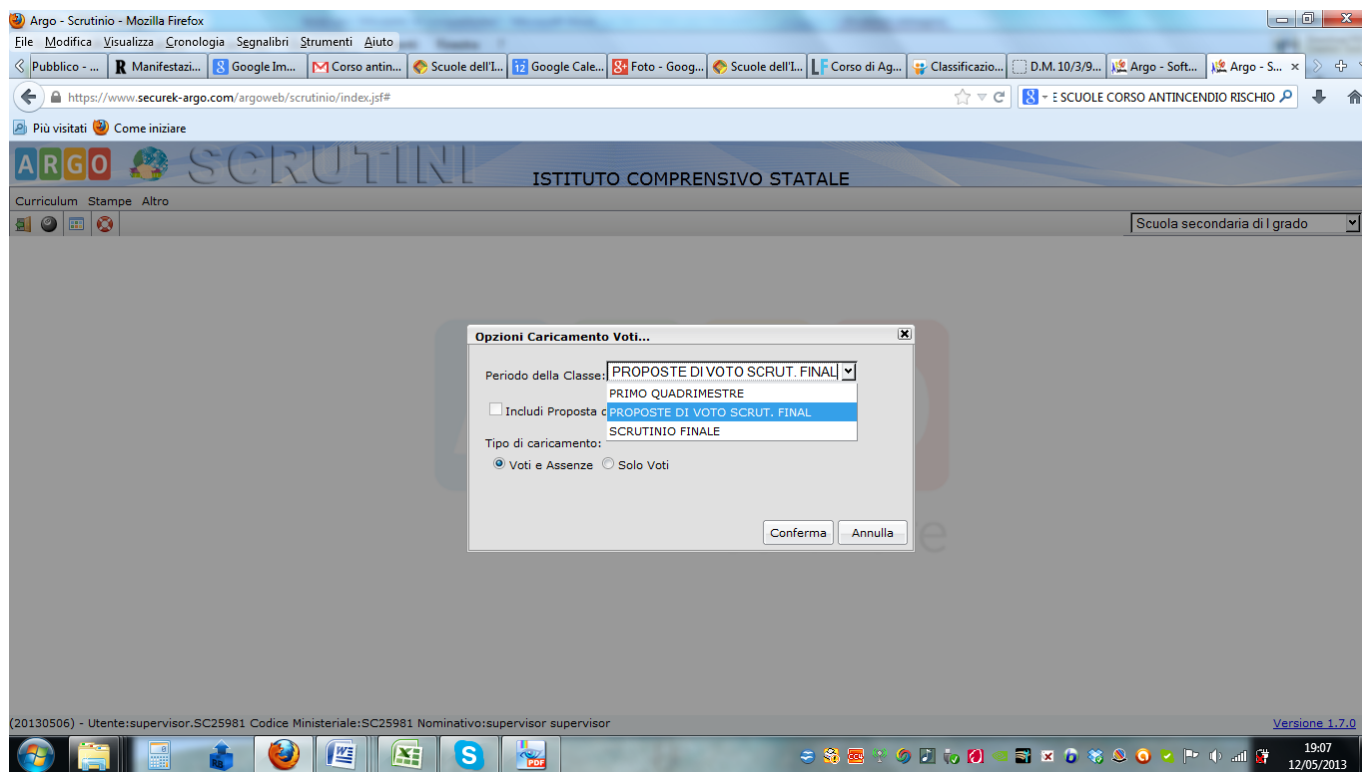 Argo - Scrutinio - Mozilla Firefox
File Modifica Visualizza Cronologia Segnalibri Strumenti Aiuto
Pubblico - ... Manifestazi... Google Im... Corso antin... Scuole dell'I... Google Cale... Foto - Goog... Scuole dell'I... Corso di Ag... Classificazio... D.M. 10/3/9... Argo - Soft... Argo - S...
https://www.securek-argo.com/argoweb/scrutinio/index.jsf#
E SCUOLE CORSO ANTINCENDIO RISCHIO
Più visitati Come iniziare
ARGO SCRUTINI ISTITUTO COMPRENSIVO STATALE
Curriculum Stampe Altro
Scuola secondaria di I grado
Opzioni Caricamento Voti...
Periodo della Classe: PROPOSTE DI VOTO SCRUT. FINAL
PRIMO QUADRIMESTRE
Includi Proposta PROPOSTE DI VOTO SCRUT. FINAL
SCRUTINIO FINALE
Tipo di caricamento:
Voti e Assenze Solo Voti
Conferma Annulla
(20130506) - Utente:supervisor.SC25981 Codice Ministeriale:SC25981 Nominativo:supervisor supervisor
Versione 1.7.0
19:07
12/05/2013